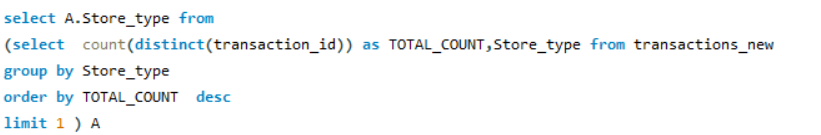 select A.Store_type from
(select  count(distinct(transaction_id)) as TOTAL_COUNT,Store_type from transactions_new
group by Store_type
order by TOTAL_COUNT  desc
limit 1 ) A